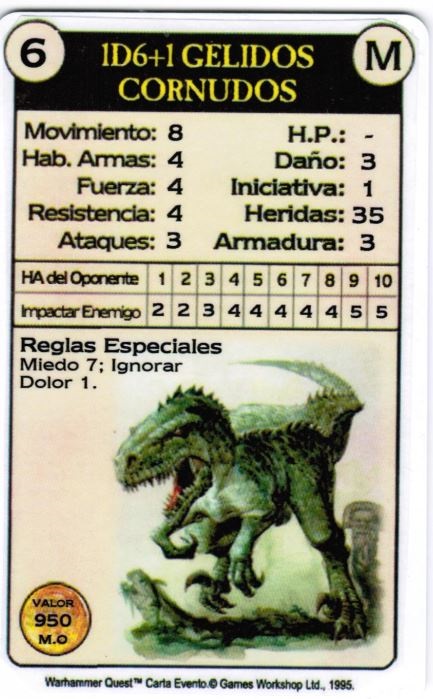 6
M
1D6+1 GÉLIDOS
CORNUDOS
Movimiento: 8 H.P.: -
Hab. Armas: 4 Daño: 3
Fuerza: 4 Iniciativa: 1
Resistencia: 4 Heridas: 35
Ataques: 3 Armadura: 3
HA del Oponente 1 2 3 4 5 6 7 8 9 10
Impactar Enemigo 2 2 3 4 4 4 4 4 5 5
Reglas Especiales
Miedo 7; Ignorar
Dolor 1.
VALOR
950
M.O
Warhammer Quest™ Carta Evento.© Games Workshop Ltd., 1995.